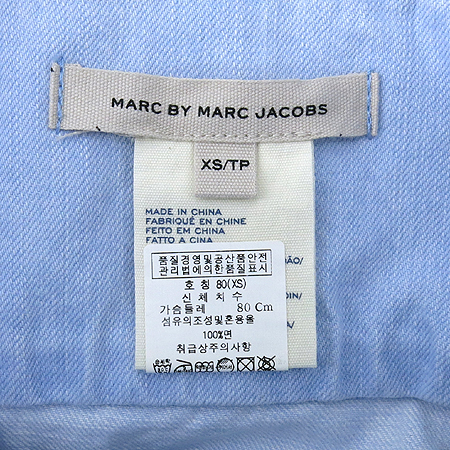 MARC BY MARC JACOBS
XS/TP
MADE IN CHINA
FABRIQUÉ EN CHINE
FEITO EM CHINA
FATTO A CINA
품질경영및공산품안전
관리법에의한품질표시
호 칭 80(XS)
신 체 치 수
가슴둘레 80 Cm
섬유의조성및혼용율
100%면
취급상주의사항